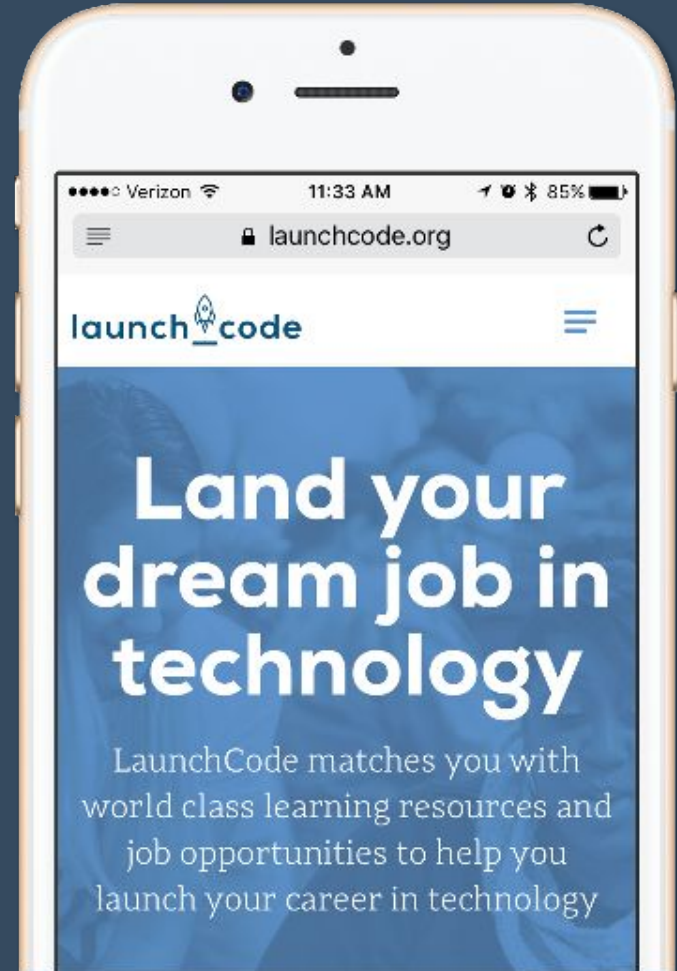 Verizon 11:33 AM 85%
launchcode.org
launch code
Land your
dream job in
technology
LaunchCode matches you with
world class learning resources and
job opportunities to help you
launch your career in technology